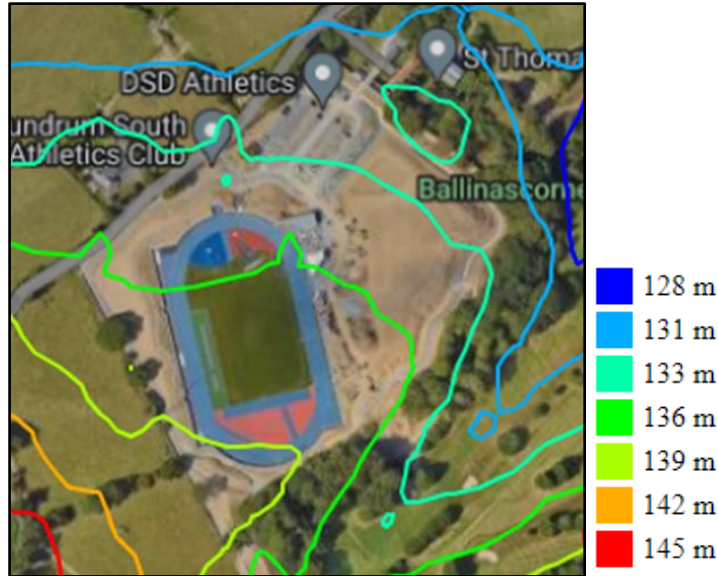 St Thoma
DSD Athletics
undrum South
Athletics Club
Ballinascorne
128 m
131 m
133 m
136 m
139 m
142 m
145 m